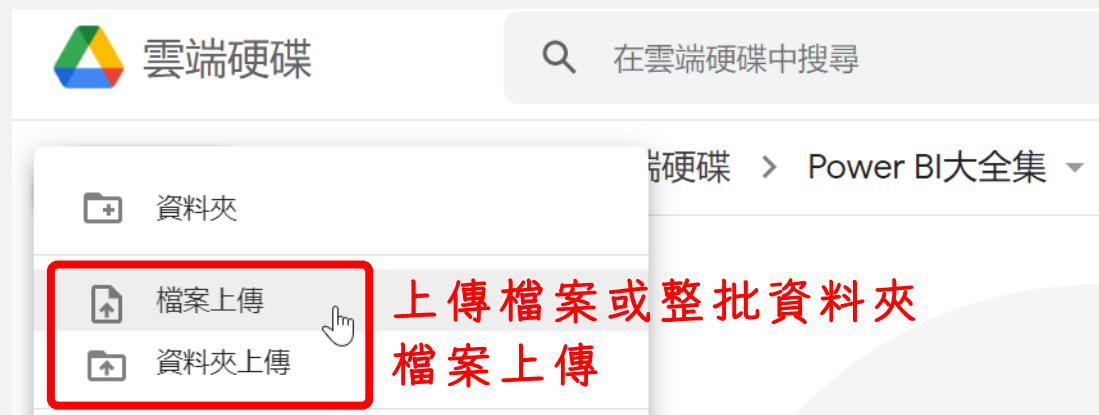 雲端硬碟
在雲端硬碟中搜尋
端硬碟 > Power BI大全集
資料夾
檔案上傳
資料夾上傳
上傳檔案或整批資料夾
檔案上傳